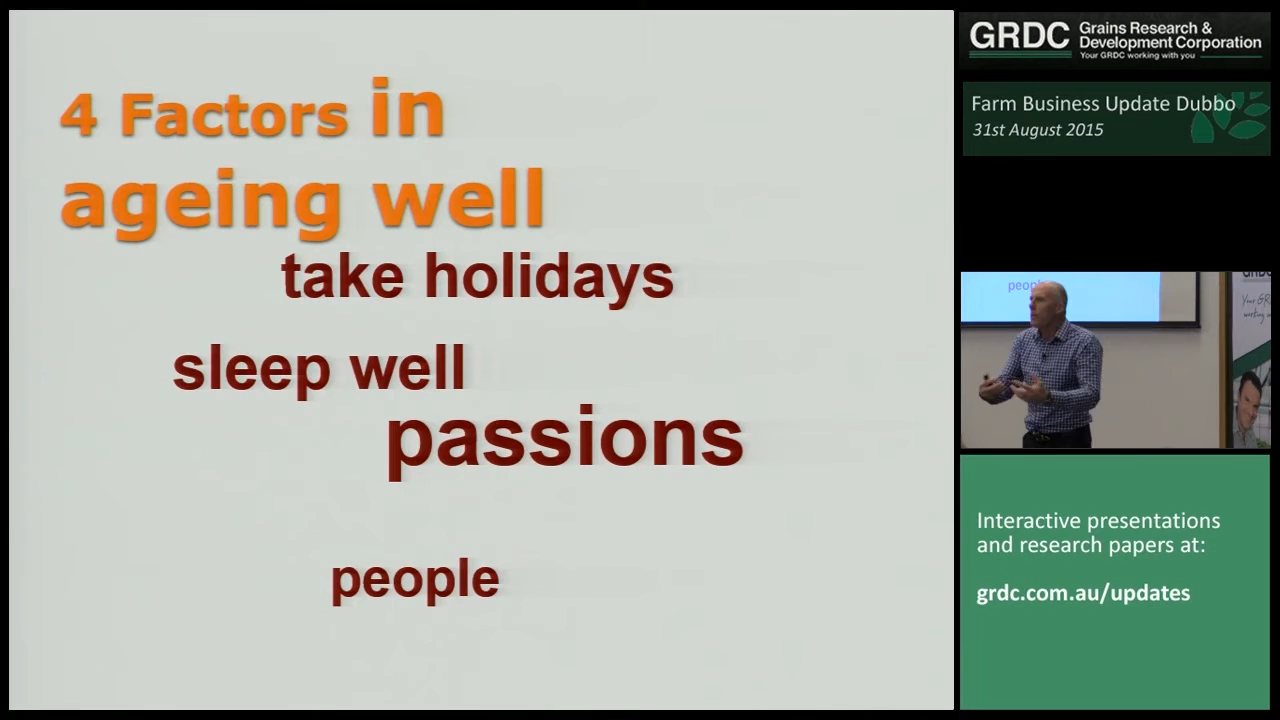 4 Factors in
ageing well
take holidays
sleep well
passions
people
GRDC
Grains Research &
Development Corporation
Your GRDC working with you
Farm Business Update Dubbo
31st August 2015
people
GRDC
Interactive presentations
and research papers at:
grdc.com.au/updates